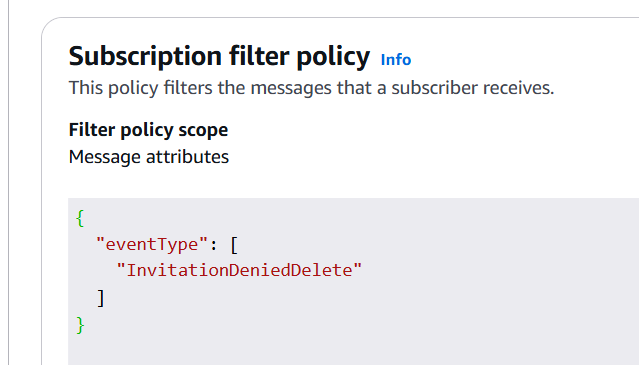 Subscription filter policy Info
This policy filters the messages that a subscriber receives.
Filter policy scope
Message attributes
{
  "eventType": [
    "InvitationDeniedDelete"
  ]
}